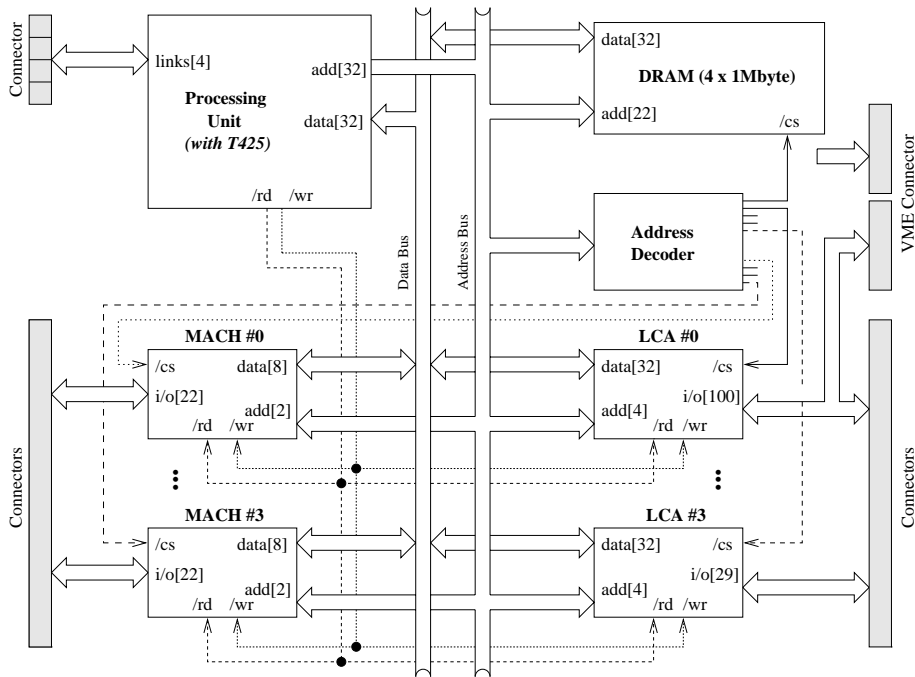 Connector
links[4]
add[32]
Processing
Unit
(with T425)
data[32]
/rd
/wr
Data Bus
Address Bus
data[32]
DRAM (4 x 1Mbyte)
add[22]
/cs
VME Connector
Address
Decoder
MACH #0
/cs
data[8]
i/o[22]
add[2]
/rd
/wr
LCA #0
data[32]
/cs
i/o[100]
add[4]
/rd
/wr
Connectors
Connectors
MACH #3
/cs
data[8]
i/o[22]
add[2]
/rd
/wr
LCA #3
data[32]
/cs
i/o[29]
add[4]
/rd
/wr